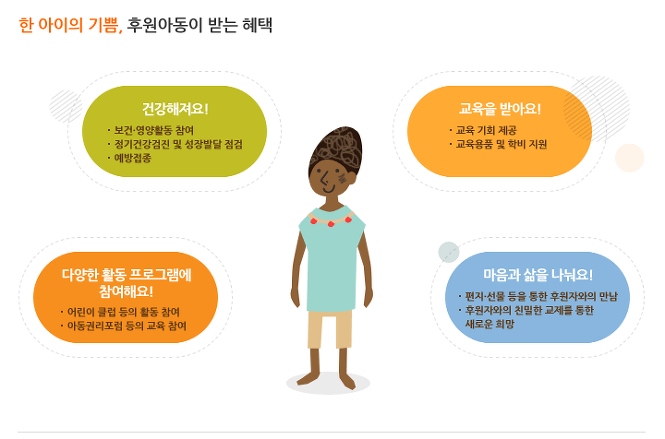 한 아이의 기쁨, 후원아동이 받는 혜택
건강해져요!
· 보건·영양활동 참여
· 정기건강검진 및 성장발달 점검
· 예방접종
교육을 받아요!
· 교육 기회 제공
· 교육용품 및 학비 지원
다양한 활동 프로그램에
참여해요!
· 어린이 클럽 등의 활동 참여
· 아동권리포럼 등의 교육 참여
마음과 삶을 나눠요!
· 편지·선물 등을 통한 후원자와의 만남
· 후원자와의 친밀한 교제를 통한
새로운 희망